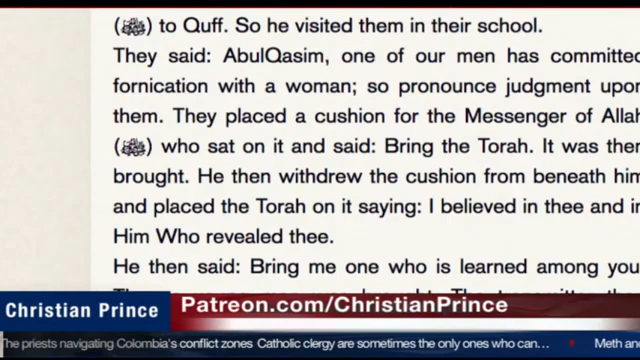 (ﷺ) to Quff. So he visited them in their school.
They said: AbulQasim, one of our men has committed
fornication with a woman; so pronounce judgment upon
them. They placed a cushion for the Messenger of Allah
(ﷺ) who sat on it and said: Bring the Torah. It was then
brought. He then withdrew the cushion from beneath him
and placed the Torah on it saying: I believed in thee and in
Him Who revealed thee.
He then said: Bring me one who is learned among you.
Christian Prince
Patreon.com/ChristianPrince
The priests navigating Colombia's conflict zones Catholic clergy are sometimes the only ones who can… Meth an